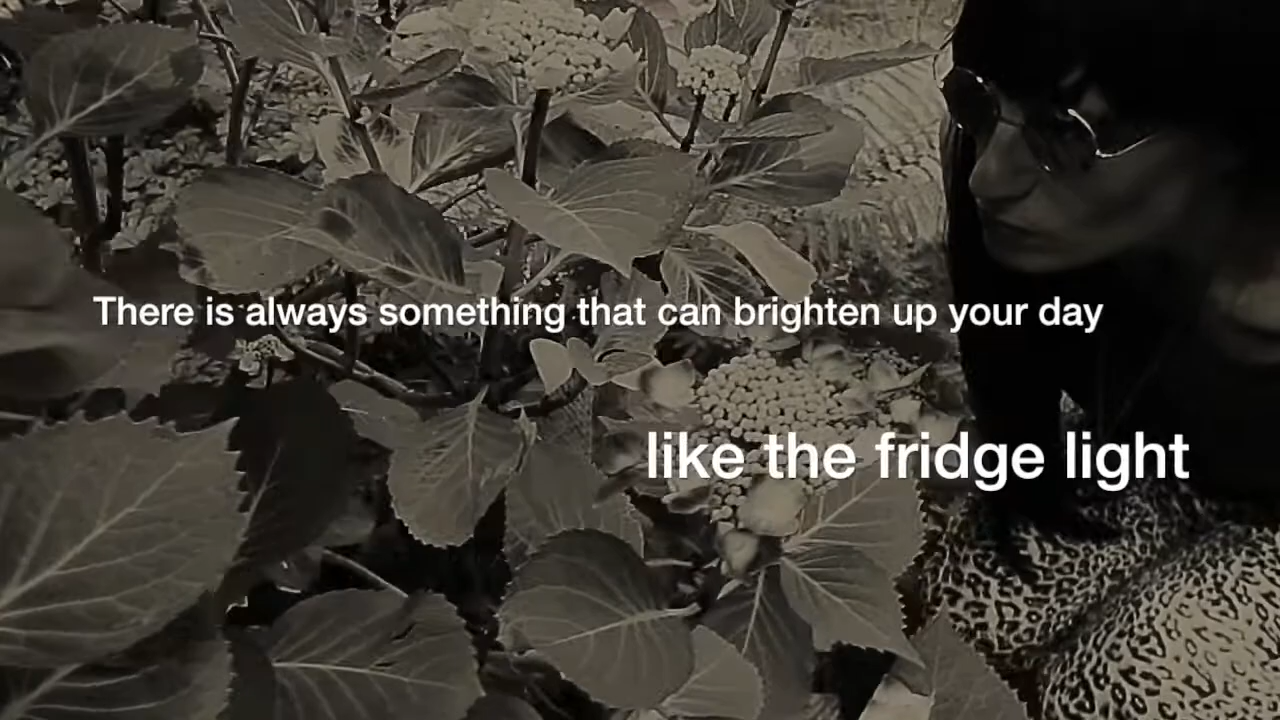 There is always something that can brighten up your day
like the fridge light